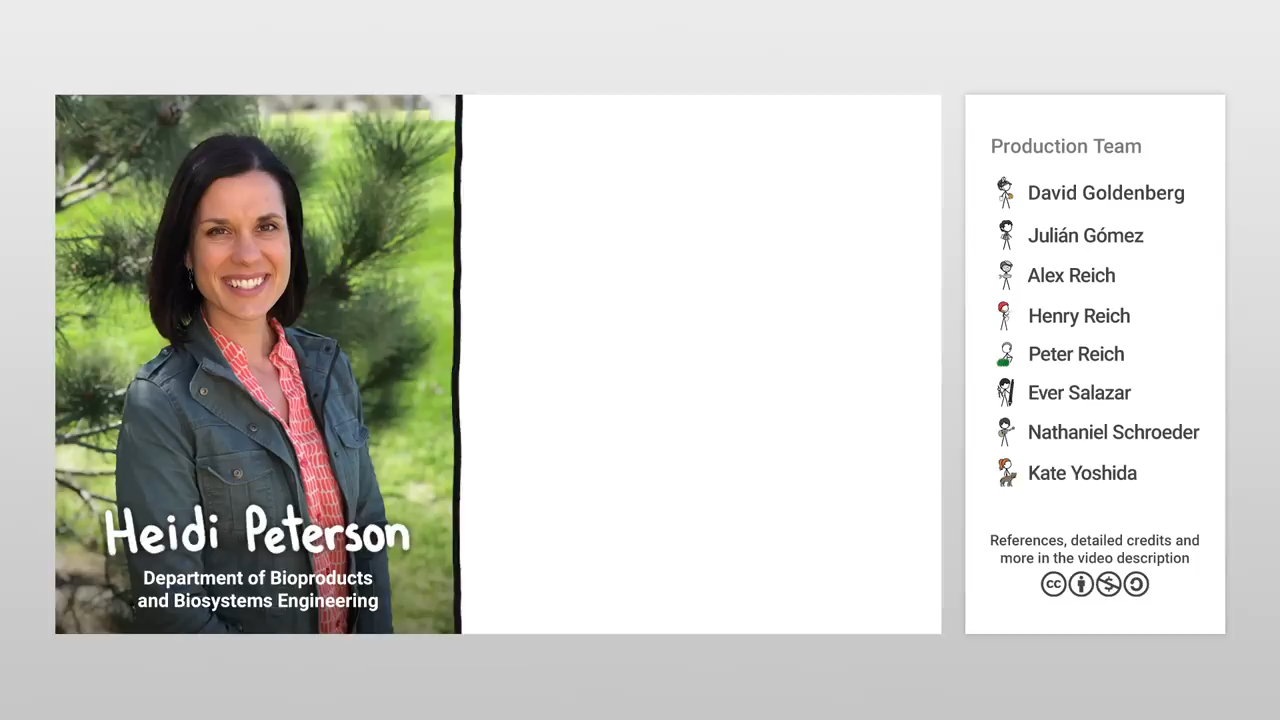 Heidi Peterson
Department of Bioproducts
and Biosystems Engineering
Production Team
David Goldenberg
Julián Gómez
Alex Reich
Henry Reich
Peter Reich
Ever Salazar
Nathaniel Schroeder
Kate Yoshida
References, detailed credits and
more in the video description